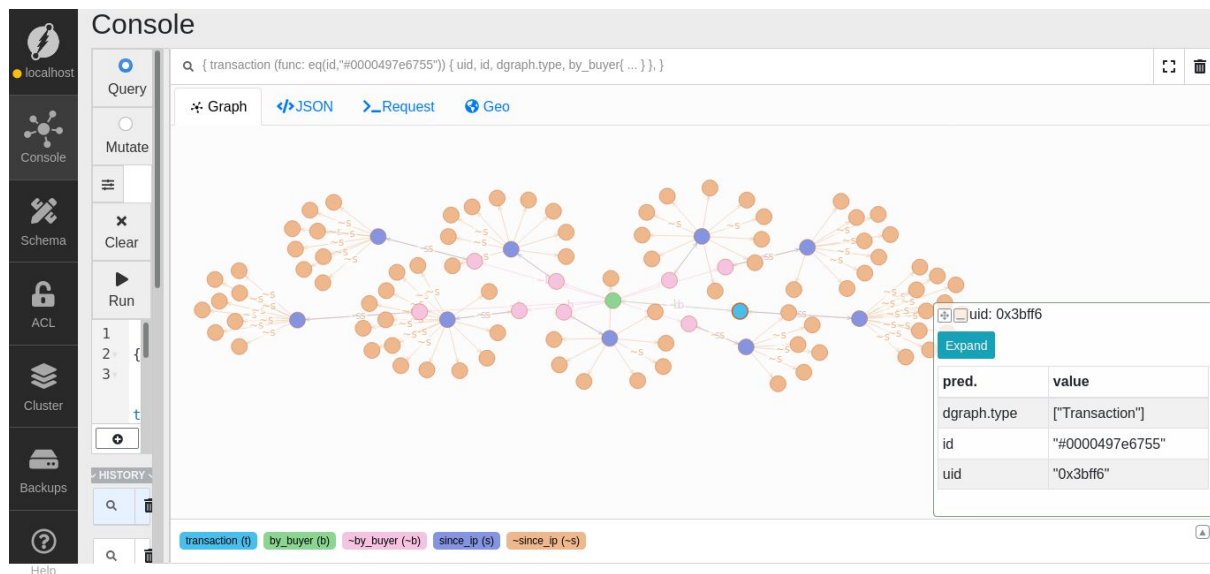 Console
localhost
Console
Schema
ACL
Cluster
Backups
Help
Query
Mutate
Clear
Run
1
2 {
3
t
HISTORY
{ transaction (func: eq(id,"#0000497e6755")) { uid, id, dgraph.type, by_buyer{ ... } }, }
Graph </>JSON >_Request Geo
uid: 0x3bff6
Expand
pred. value
dgraph.type ["Transaction"]
id "#0000497e6755"
uid "0x3bff6"
transaction (t) by_buyer (b) ~by_buyer (~b) since_ip (s) ~since_ip (~s)